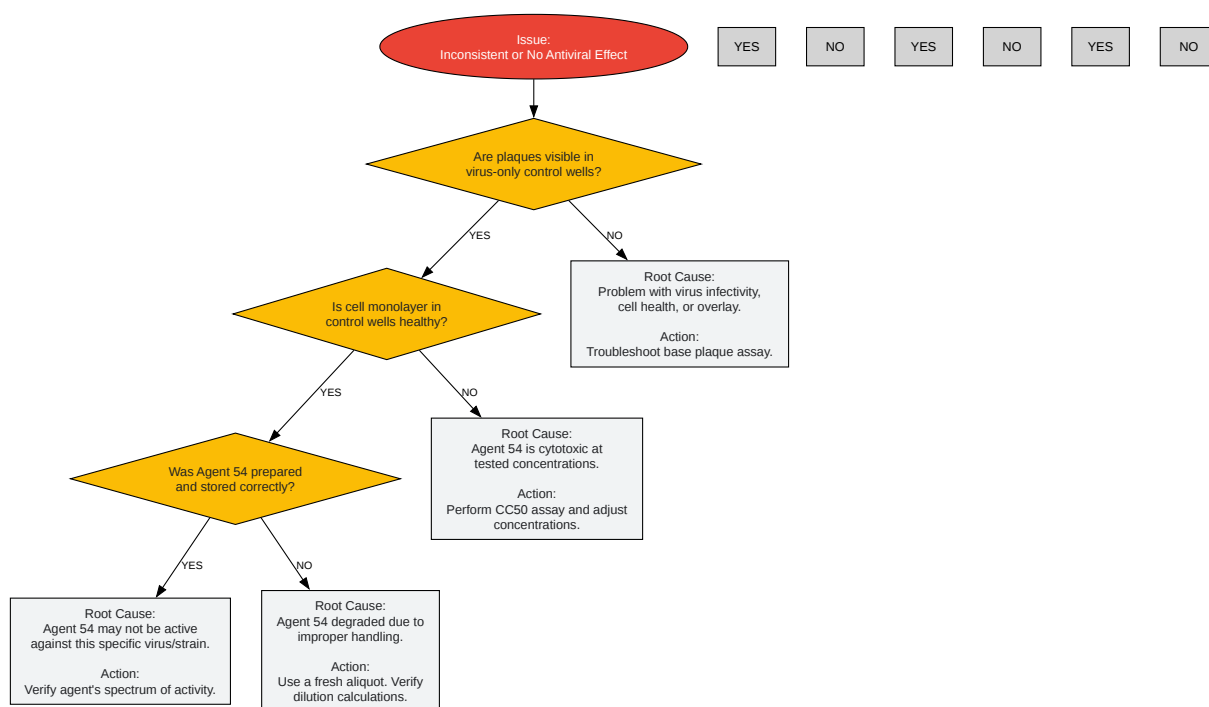 Issue:
Inconsistent or No Antiviral Effect
YES
NO
YES
NO
YES
NO
Are plaques visible in
virus-only control wells?
YES
NO
Is cell monolayer in
control wells healthy?
Root Cause:
Problem with virus infectivity,
cell health, or overlay.
Action:
Troubleshoot base plaque assay.
YES
NO
Was Agent 54 prepared
and stored correctly?
Root Cause:
Agent 54 is cytotoxic at
tested concentrations.
Action:
Perform CC50 assay and adjust
concentrations.
YES
NO
Root Cause:
Agent 54 may not be active
against this specific virus/strain.
Action:
Verify agent's spectrum of activity.
Root Cause:
Agent 54 degraded due to
improper handling.
Action:
Use a fresh aliquot. Verify
dilution calculations.